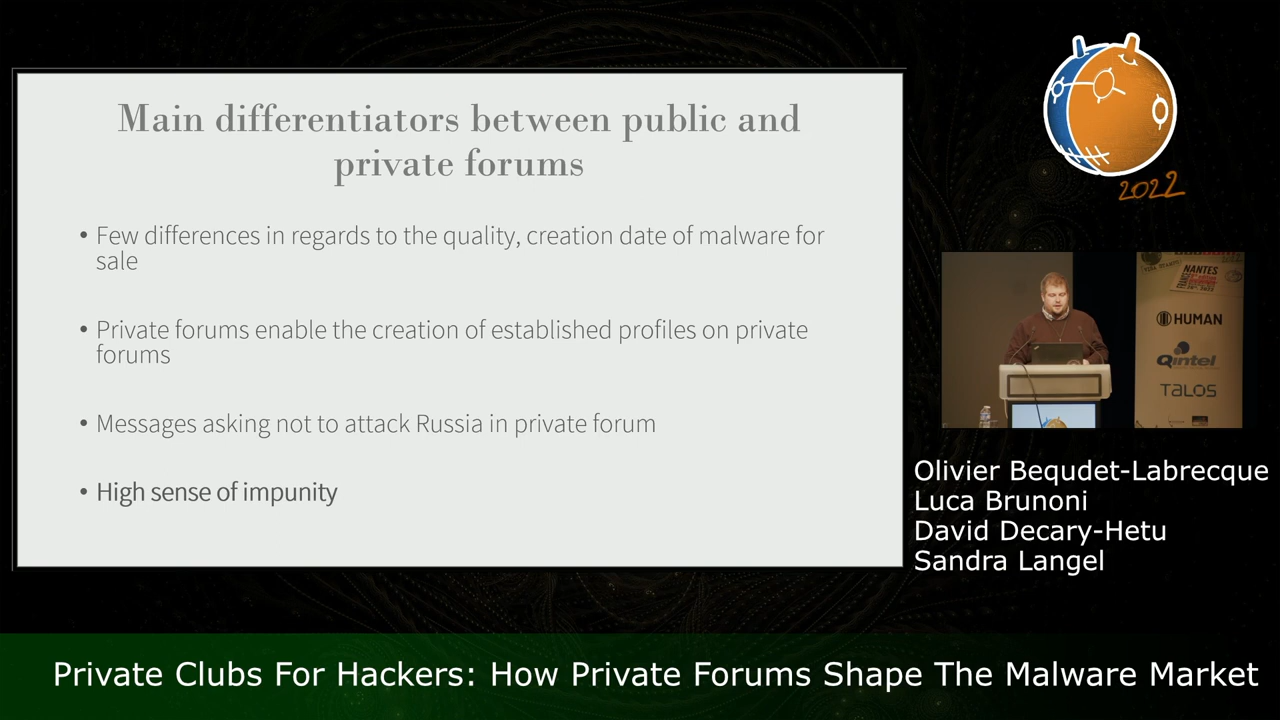 Main differentiators between public and
private forums
• Few differences in regards to the quality, creation date of malware for
sale
• Private forums enable the creation of established profiles on private
forums
• Messages asking not to attack Russia in private forum
• High sense of impunity
2022
NANTES
HUMAN
Qintel
TALOS
Olivier Bequdet-Labrecque
Luca Brunoni
David Decary-Hetu
Sandra Langel
Private Clubs For Hackers: How Private Forums Shape The Malware Market